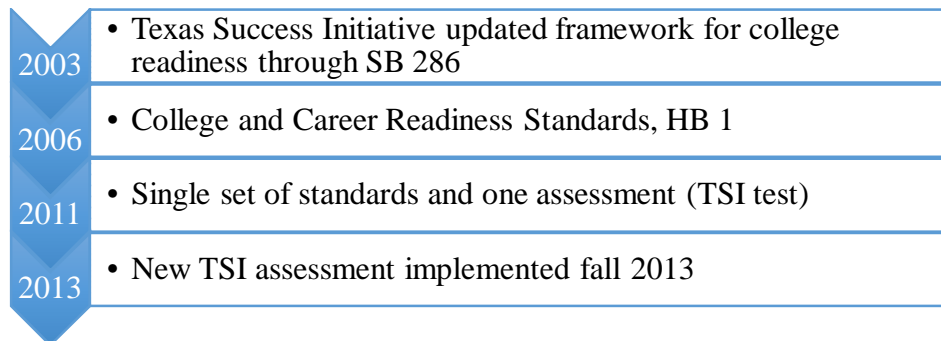 2003
• Texas Success Initiative updated framework for college
readiness through SB 286
2006
• College and Career Readiness Standards, HB 1
2011
• Single set of standards and one assessment (TSI test)
2013
• New TSI assessment implemented fall 2013